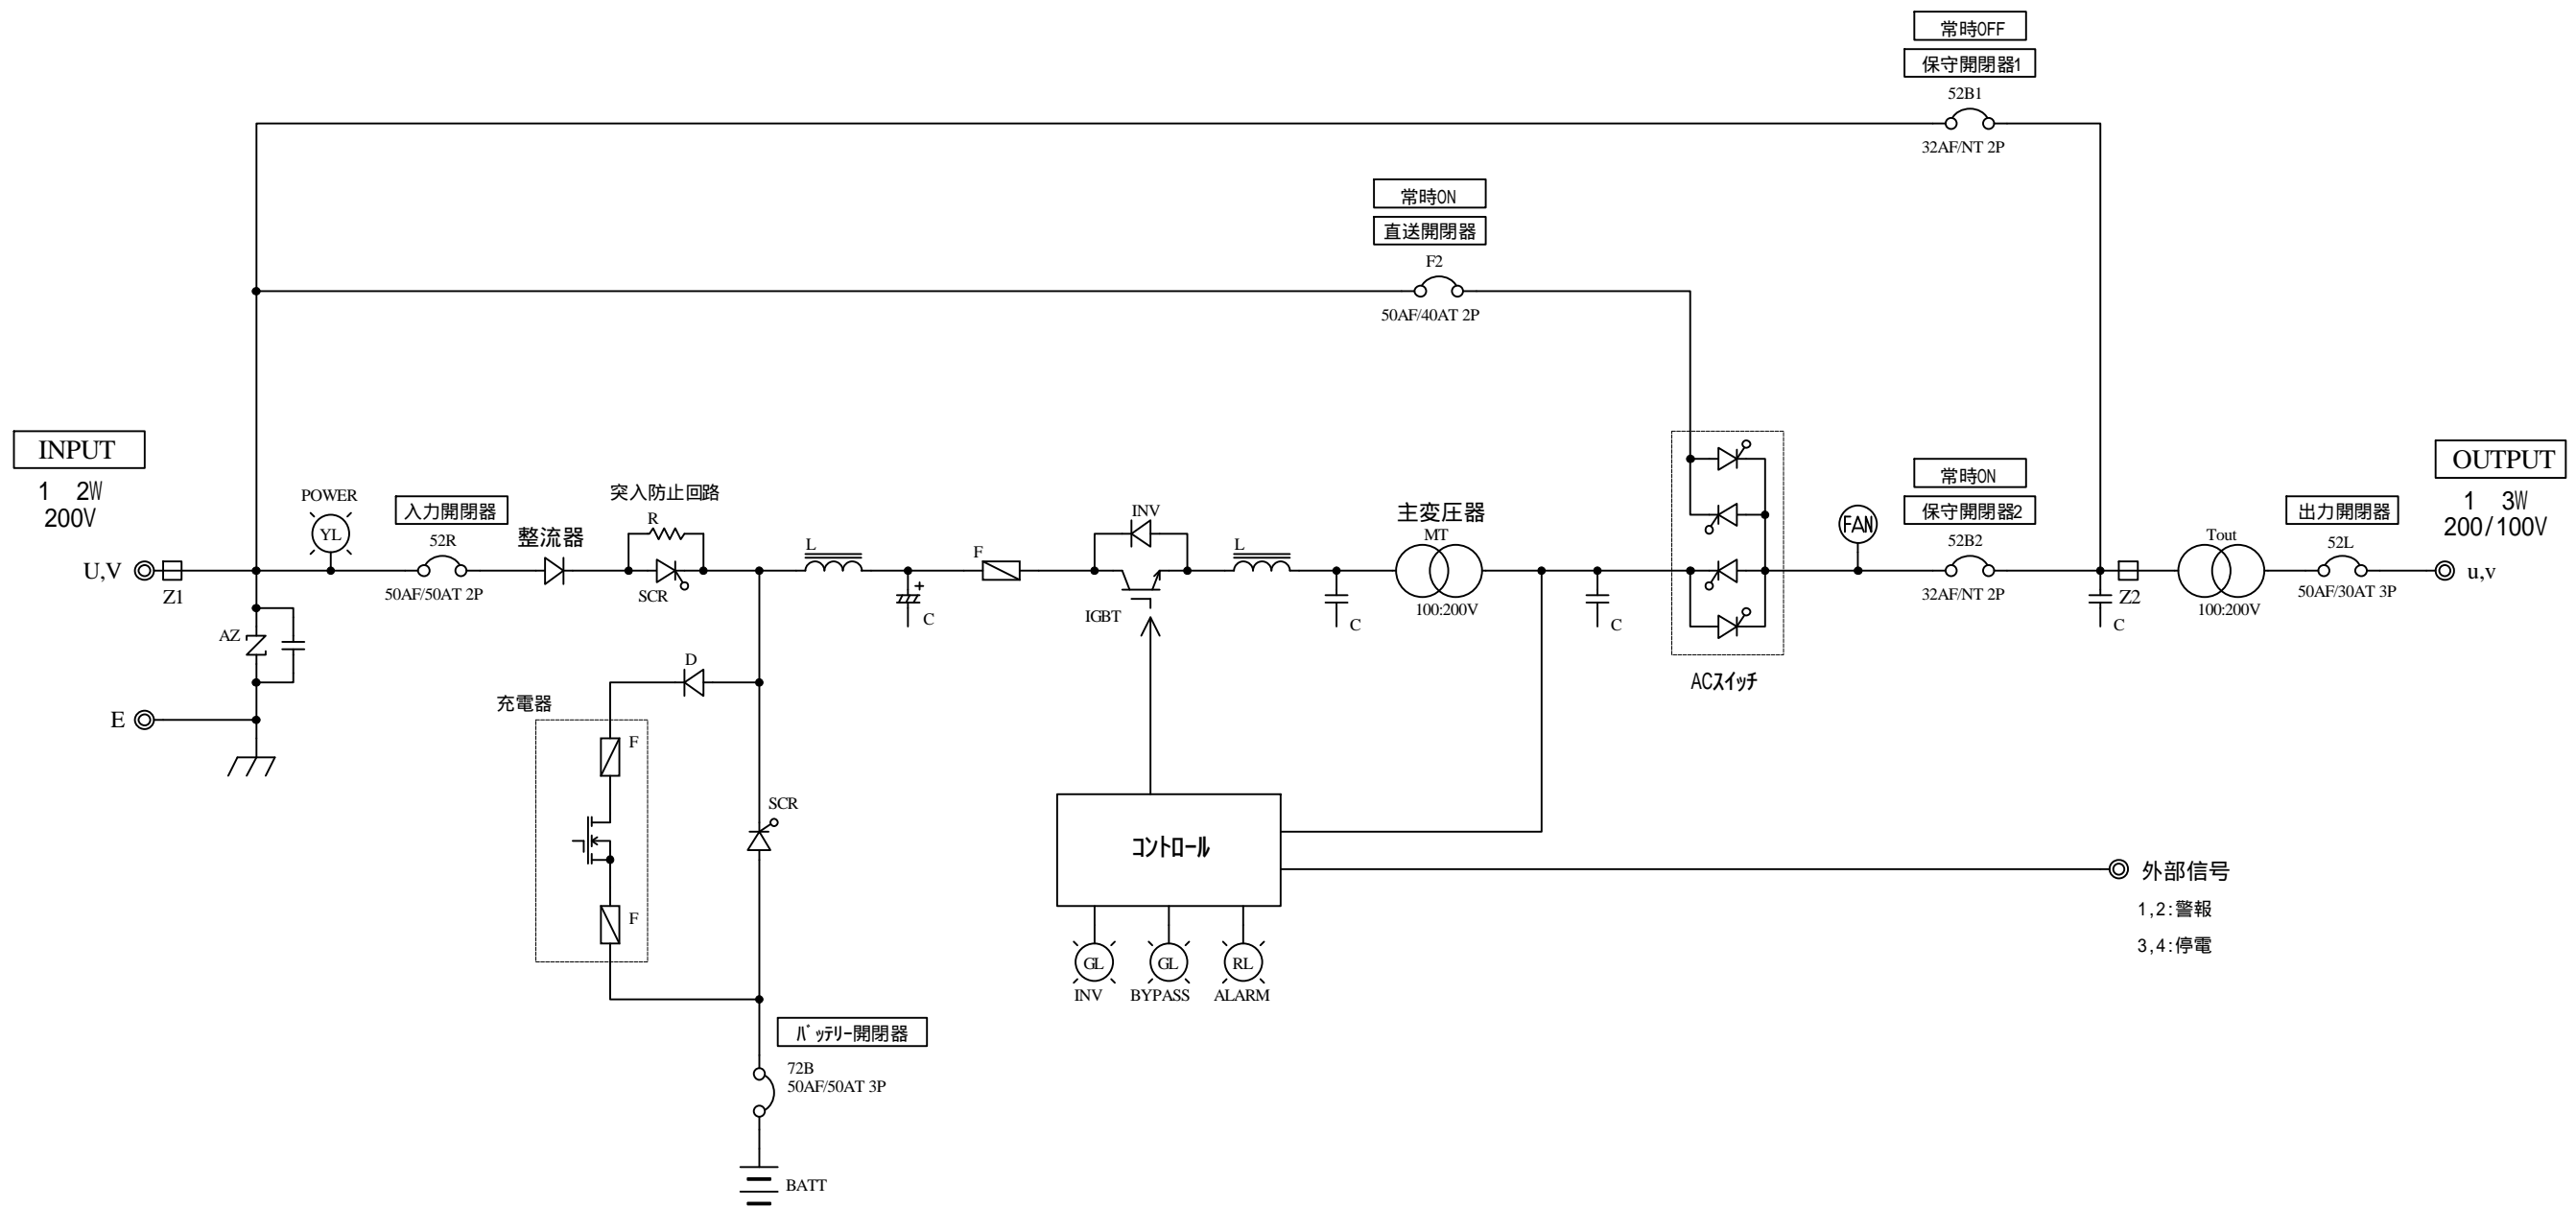 常時OFF
保守開閉器1
52B1
32AF/NT 2P
常時ON
直送開閉器
F2
50AF/40AT 2P
INPUT
1 2W
200V
U,V
Z1
POWER
YL
入力開閉器
52R
50AF/50AT 2P
整流器
突入防止回路
R
SCR
L
C
+
F
INV
IGBT
L
C
主変圧器
MT
100:200V
C
ACスイッチ
FAN
常時ON
保守開閉器2
52B2
32AF/NT 2P
Z2
C
Tout
100:200V
出力開閉器
52L
50AF/30AT 3P
OUTPUT
1 3W
200/100V
u,v
AZ
E
D
充電器
F
F
SCR
コントロール
GL
INV
GL
BYPASS
RL
ALARM
外部信号
1,2:警報
3,4:停電
バッテリー開閉器
72B
50AF/50AT 3P
BATT